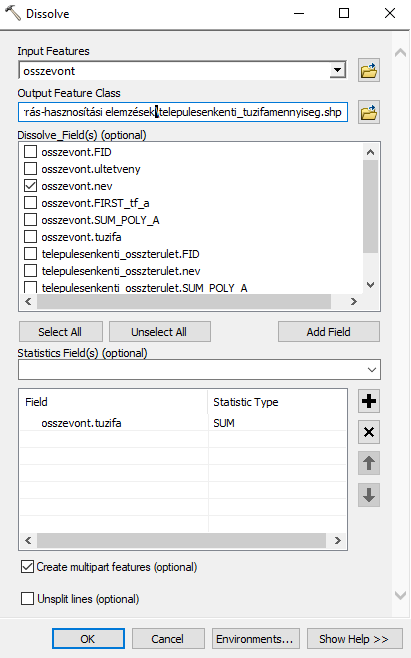 Dissolve
Input Features
osszevont
Output Feature Class
rás-hasznosítási elemzések\telepulesenkenti_tuzifamennyiseg.shp
Dissolve_Field(s) (optional)
osszevont.FID
osszevont.ultetveny
osszevont.nev
osszevont.FIRST_tf_a
osszevont.SUM_POLY_A
osszevont.tuzifa
telepulesenkenti_osszterulet.FID
telepulesenkenti_osszterulet.nev
telepulesenkenti_osszterulet.SUM_POLY_A
Select All Unselect All Add Field
Statistics Field(s) (optional)
Field Statistic Type
osszevont.tuzifa SUM
Create multipart features (optional)
Unsplit lines (optional)
OK Cancel Environments... Show Help >>